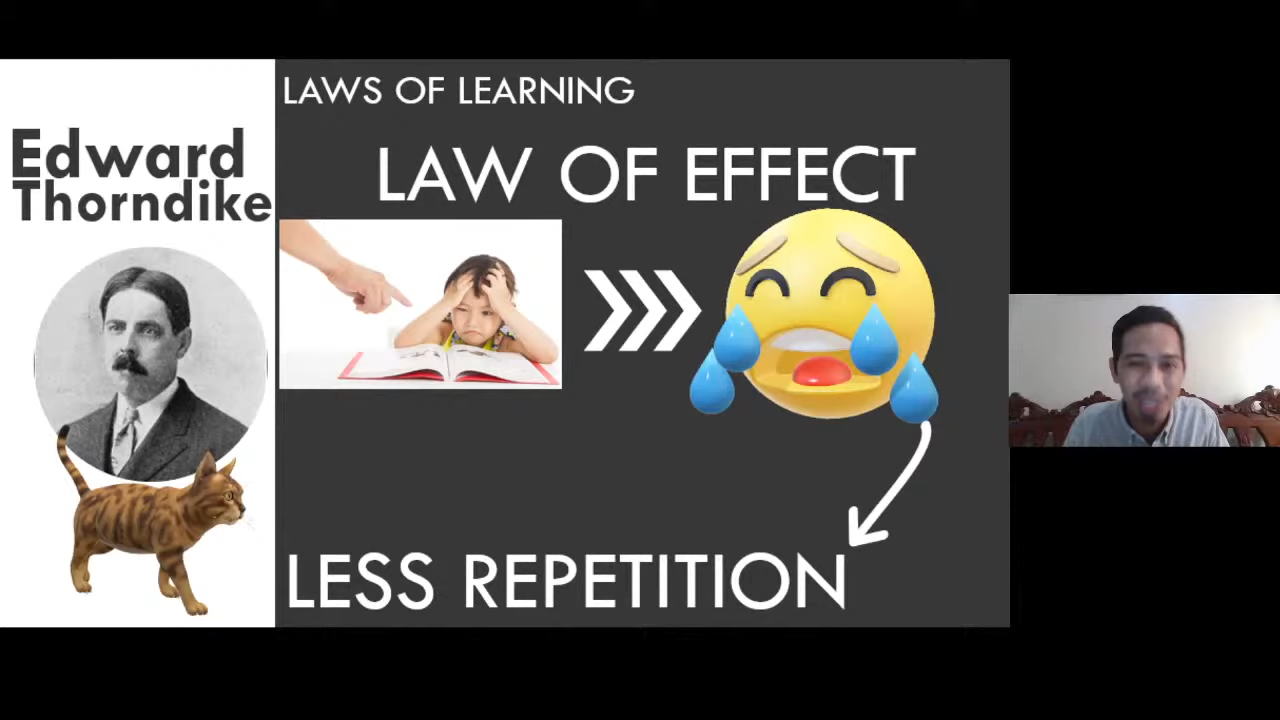 Edward
Thorndike
LAWS OF LEARNING
LAW OF EFFECT
LESS REPETITION